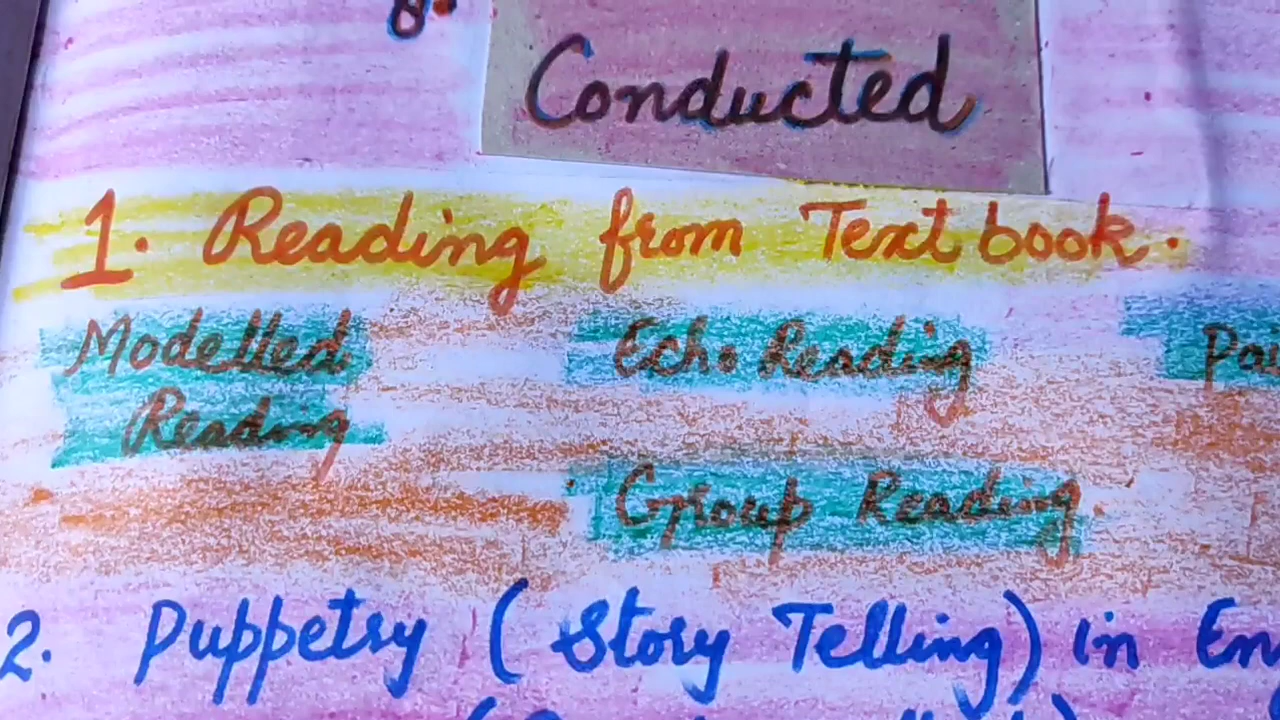 Conducted
1. Reading from Text book.
Modelled Echo Reading
Reading
Group Reading
2. Puppetry (Story Telling) in